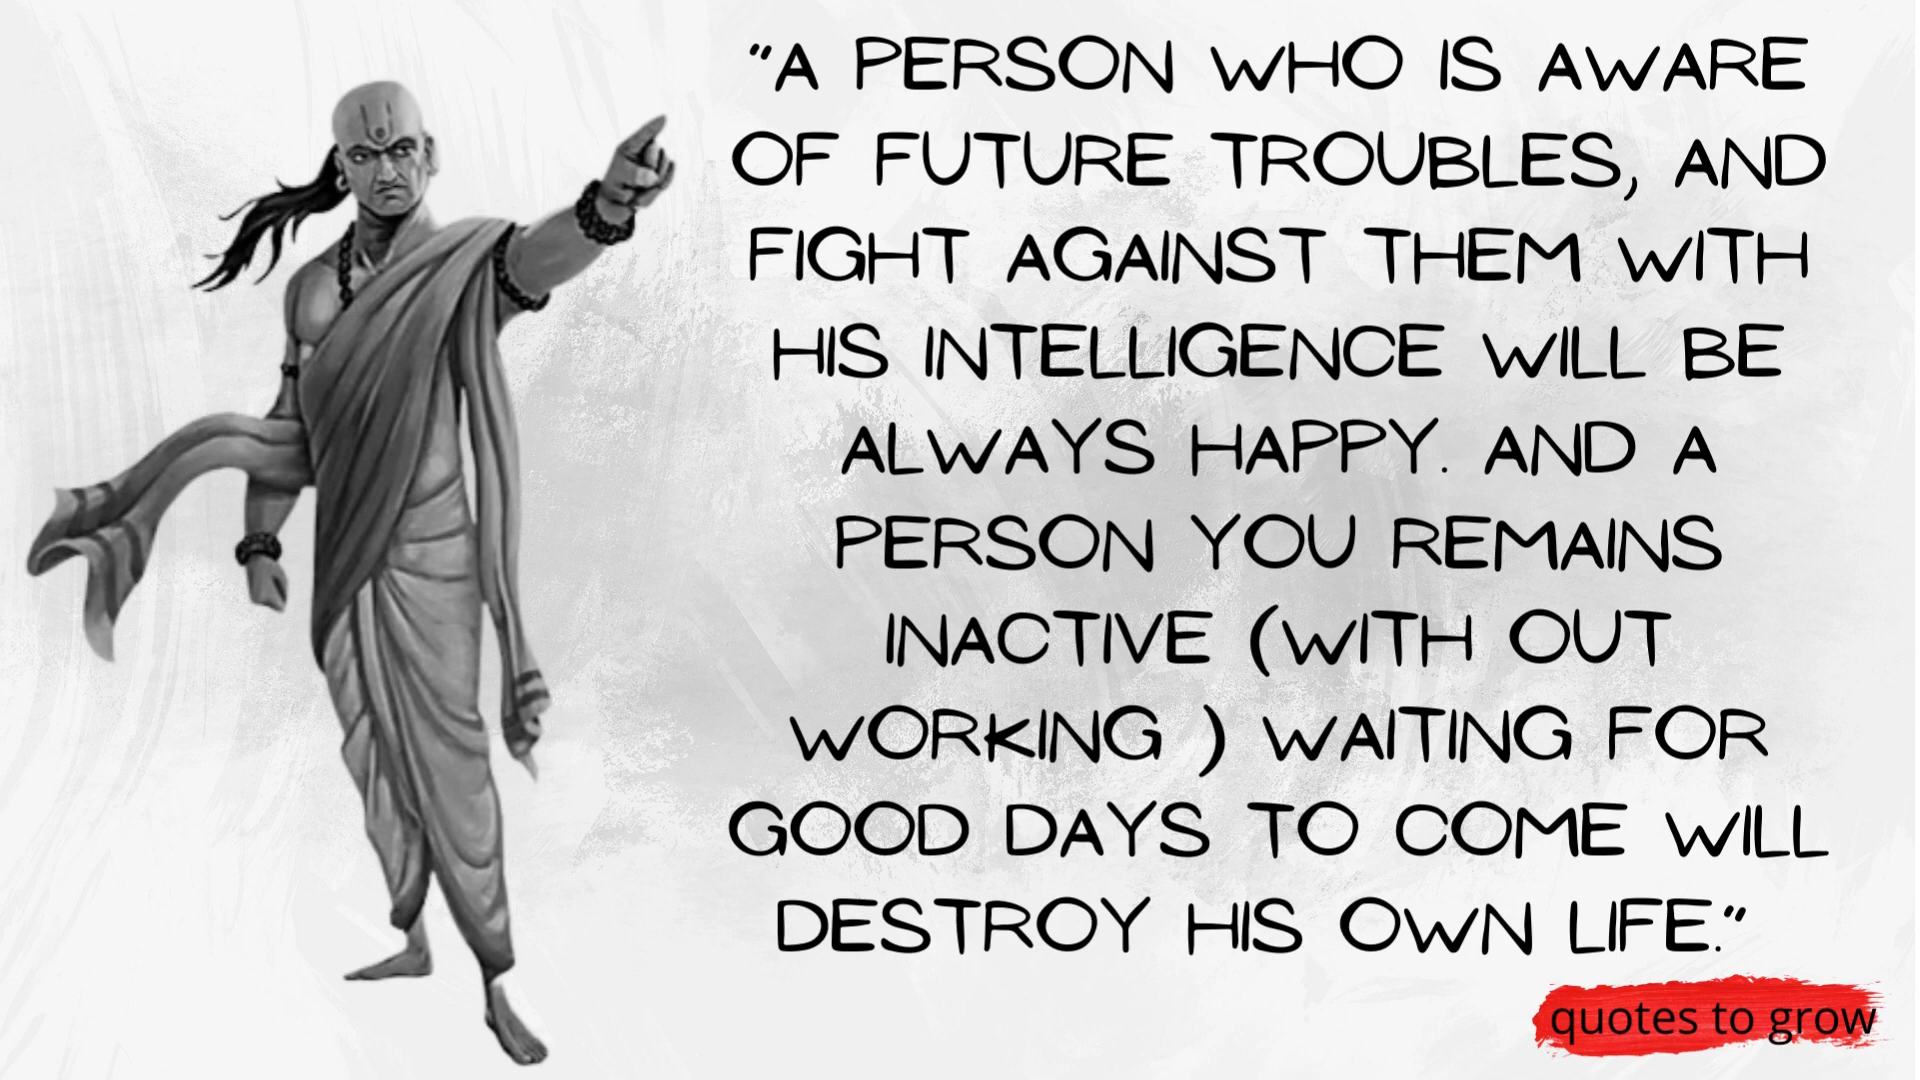 "A PERSON WHO IS AWARE
OF FUTURE TROUBLES, AND
FIGHT AGAINST THEM WITH
HIS INTELLIGENCE WILL BE
ALWAYS HAPPY. AND A
PERSON YOU REMAINS
INACTIVE (WITH OUT
WORKING ) WAITING FOR
GOOD DAYS TO COME WILL
DESTROY HIS OWN LIFE."
quotes to grow